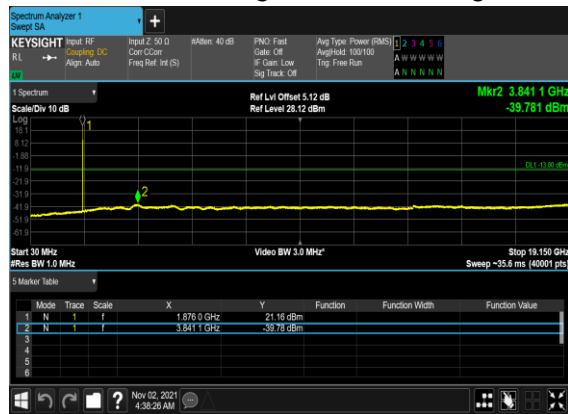 Spectrum Analyzer 1
Swept SA
+
KEYSIGHT
RL
Input: RF
Coupling: DC
Align: Auto
Input Z: 50 Ω
Corr CCorr
Freq Ref: Int (S)
#Atten: 40 dB
PNO: Fast
Gate: Off
IF Gain: Low
Sig Track: Off
Avg Type: Power (RMS)
Avg|Hold: 100/100
Trig: Free Run
1 2 3 4 5 6
A W W W W W
A N N N N N
1 Spectrum
Scale/Div 10 dB
Ref Lvl Offset 5.12 dB
Ref Level 28.12 dBm
Mkr2 3.841 1 GHz
-39.781 dBm
Log
1
18.1
8.12
-1.88
-11.9
DL1 -13.00 dBm
-21.9
-31.9
2
-41.9
-51.9
-61.9
Start 30 MHz
Video BW 3.0 MHz*
Stop 19.150 GHz
#Res BW 1.0 MHz
Sweep ~35.6 ms (40001 pts)
5 Marker Table
Mode Trace Scale X Y Function Function Width Function Value
1 N 1 f 1.876 0 GHz 21.16 dBm
2 N 1 f 3.841 1 GHz -39.78 dBm
3
4
5
6
?
Nov 02, 2021
4:38:26 AM